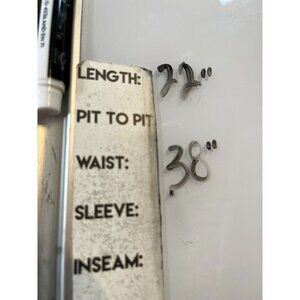 LENGTH: 22"
PIT TO PIT
WAIST: 38"
SLEEVE:
INSEAM: